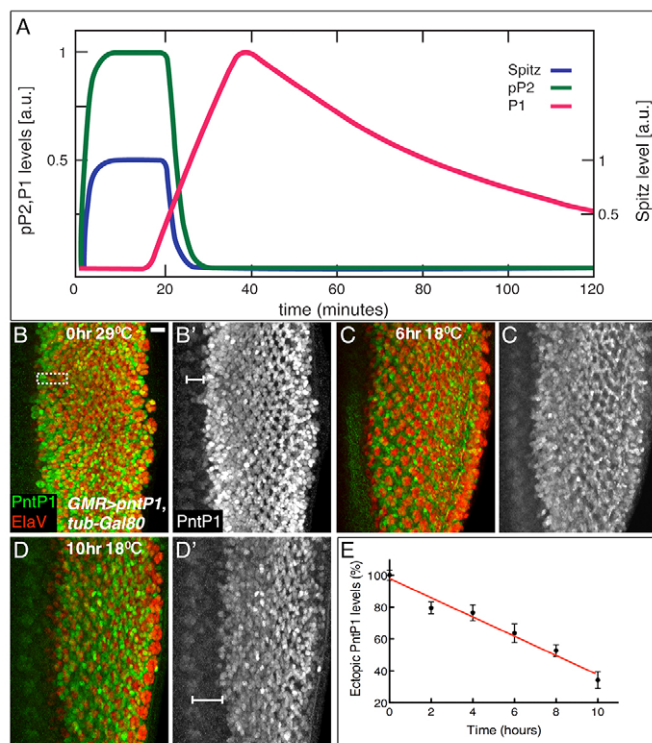 A
pP2,P1 levels [a.u.]
1
0.5
Spitz
pP2
P1
Spitz level [a.u.]
1
0.5
0 20 40 60 80 100 120
time (minutes)
B 0hr 29ºC
B'
C 6hr 18ºC
C'
PntP1
ElaV
GMR>pntP1,
tub-Gal80
PntP1
D 10hr 18ºC
D'
E
Ectopic PntP1 levels (%)
100
80
60
40
20
0 2 4 6 8 10
Time (hours)